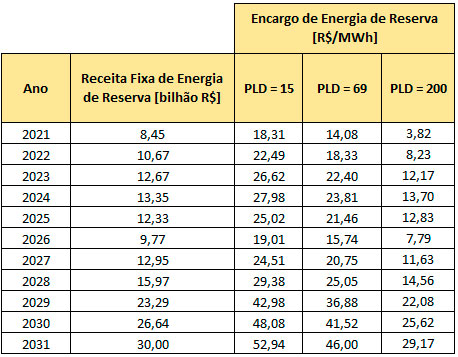 Encargo de Energia de Reserva
[R$/MWh]
Ano
Receita Fixa de Energia
de Reserva [bilhão R$]
PLD = 15
PLD = 69
PLD = 200
2021 8,45 18,31 14,08 3,82
2022 10,67 22,49 18,33 8,23
2023 12,67 26,62 22,40 12,17
2024 13,35 27,98 23,81 13,70
2025 12,33 25,02 21,46 12,83
2026 9,77 19,01 15,74 7,79
2027 12,95 24,51 20,75 11,63
2028 15,97 29,38 25,05 14,56
2029 23,29 42,98 36,88 22,08
2030 26,64 48,08 41,52 25,62
2031 30,00 52,94 46,00 29,17